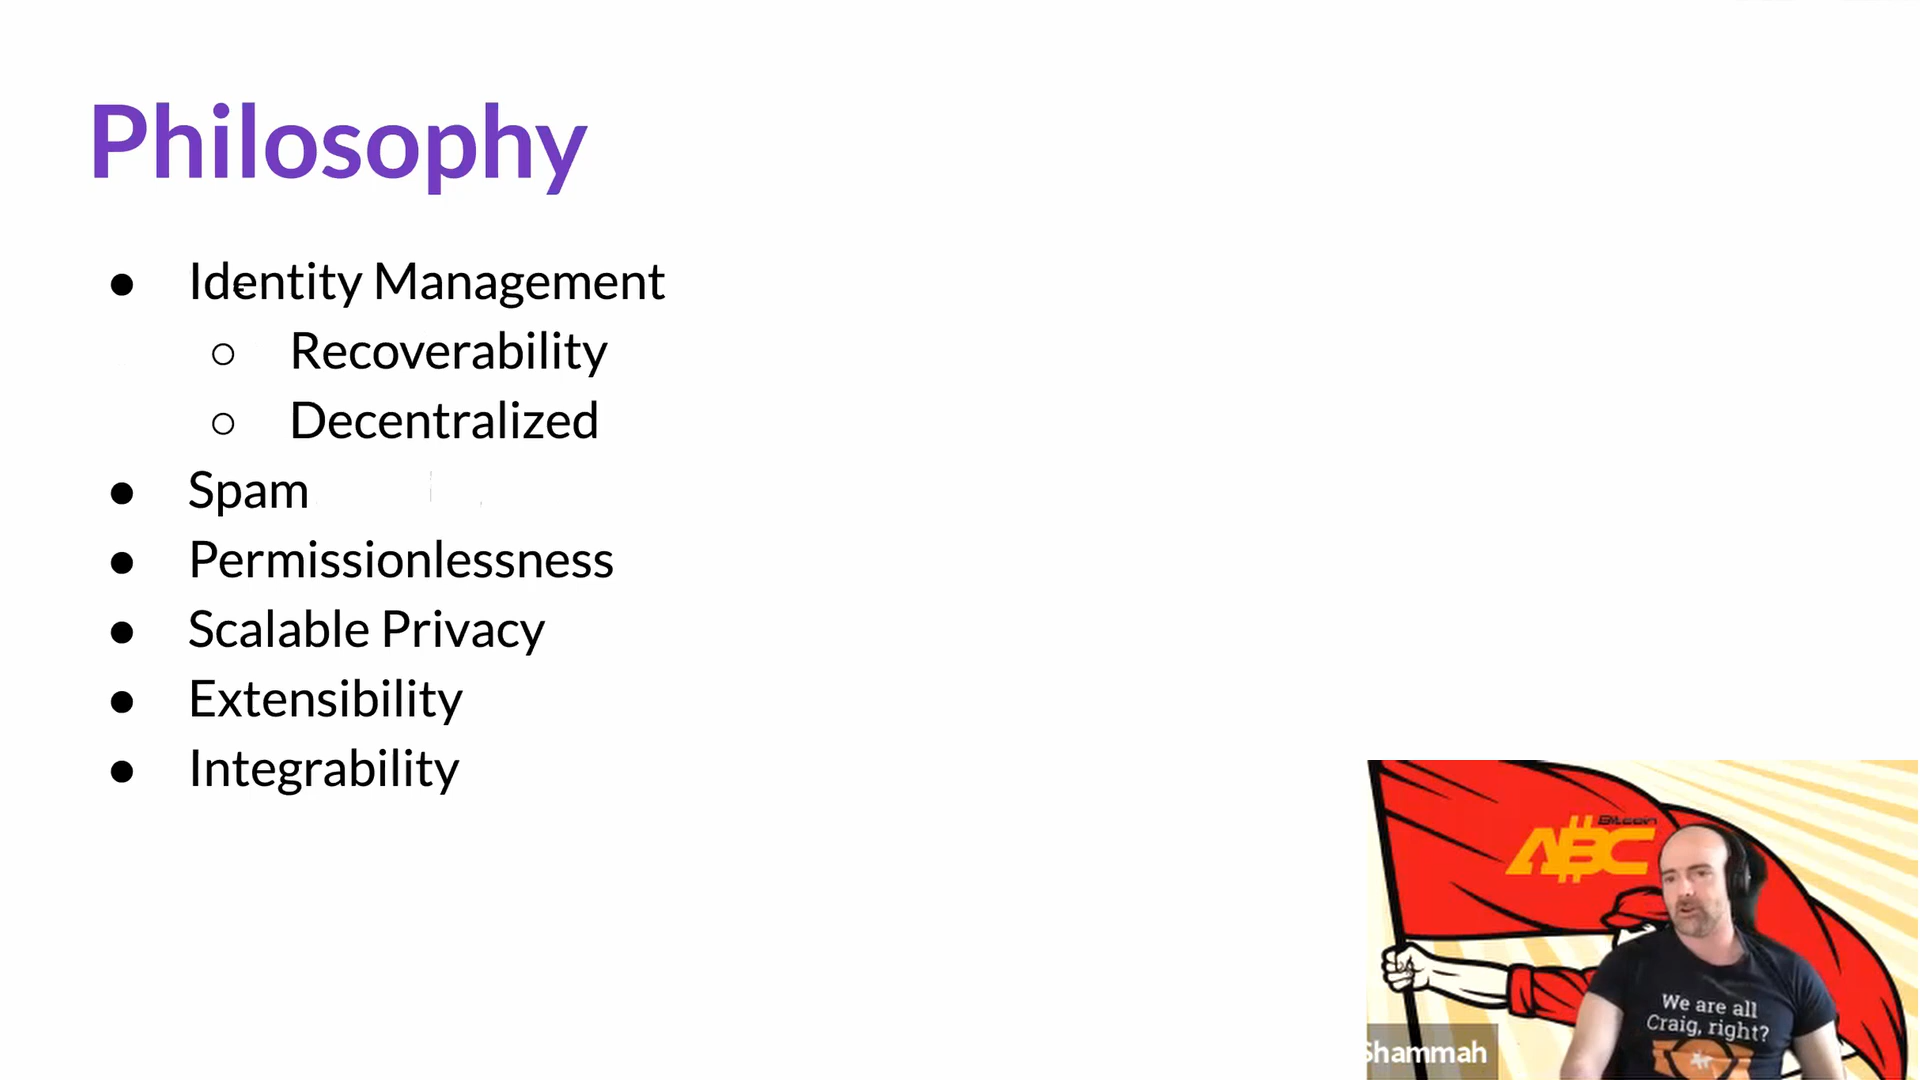 Philosophy
● Identity Management
○ Recoverability
○ Decentralized
● Spam
● Permissionlessness
● Scalable Privacy
● Extensibility
● Integrability
Bitcoin
ABC
We are all
Craig, right?
Shammah